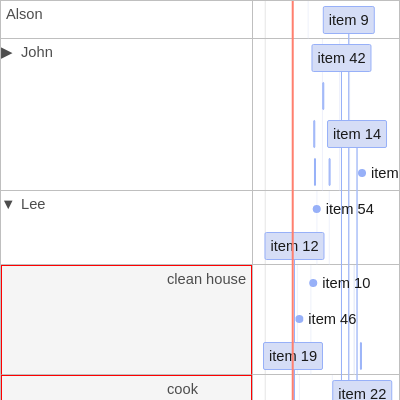 Alson
item 9
▶ John
item 42
item 14
item
▼ Lee
item 54
item 12
clean house
item 10
item 46
item 19
cook
item 22